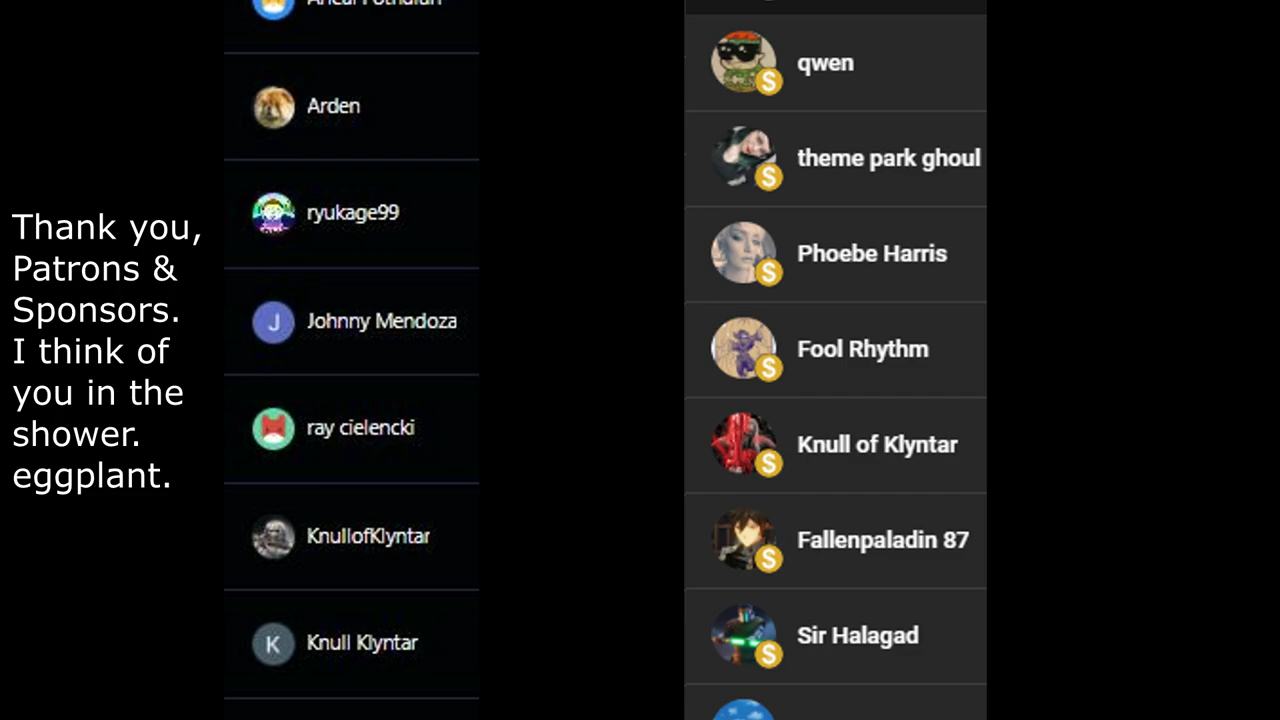 Thank you,
Patrons &
Sponsors.
I think of
you in the
shower.
eggplant.
Arden
ryukage99
J
Johnny Mendoza
ray cielencki
KnullofKlyntar
K
Knull Klyntar
S
qwen
S
theme park ghoul
S
Phoebe Harris
S
Fool Rhythm
S
Knull of Klyntar
S
Fallenpaladin 87
S
Sir Halagad